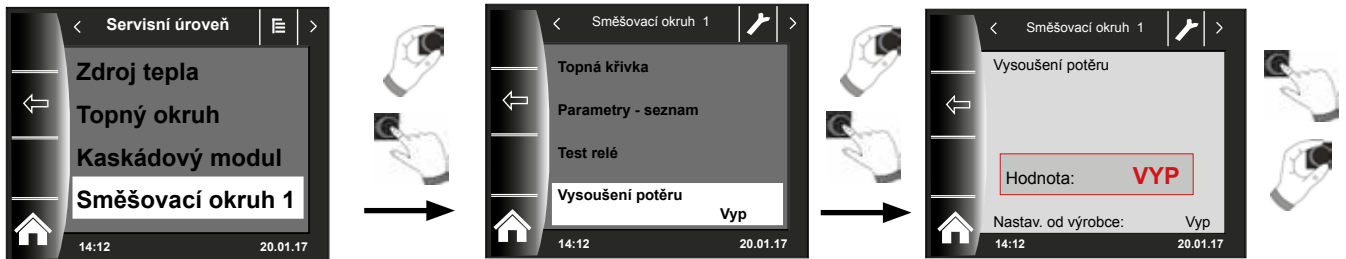 Servisní úroveň
Zdroj tepla
Topný okruh
Kaskádový modul
Směšovací okruh 1
14:12 20.01.17
Směšovací okruh 1
Topná křivka
Parametry - seznam
Test relé
Vysoušení potěru
Vyp
14:12 20.01.17
Směšovací okruh 1
Vysoušení potěru
Hodnota: VYP
Nastav. od výrobce: Vyp
14:12 20.01.17